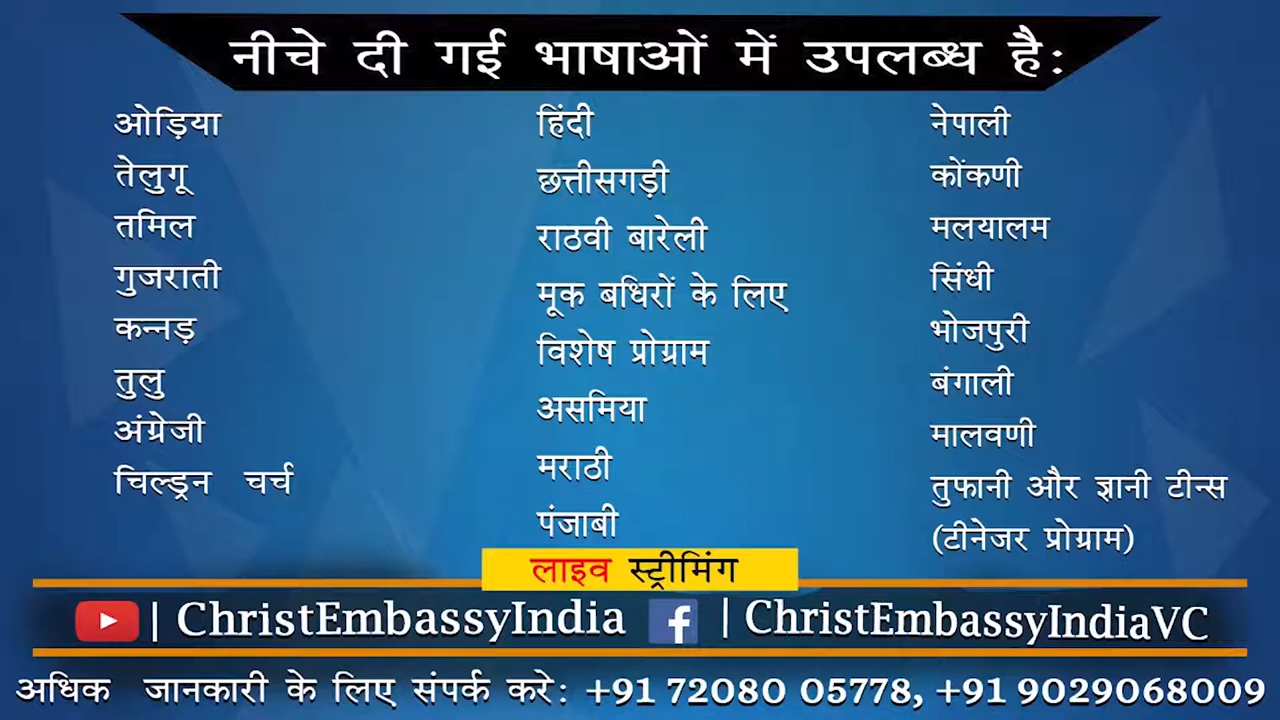 नीचे दी गई भाषाओं में उपलब्ध है:
ओड़िया
तेलुगू
तमिल
गुजराती
कन्नड़
तुलु
अंग्रेजी
चिल्ड्रन चर्च
हिंदी
छत्तीसगड़ी
राठवी बारेली
मूक बधिरों के लिए
विशेष प्रोग्राम
असमिया
मराठी
पंजाबी
नेपाली
कोंकणी
मलयालम
सिंधी
भोजपुरी
बंगाली
मालवणी
तुफानी और ज्ञानी टीन्स
(टीनेजर प्रोग्राम)
लाइव स्ट्रीमिंग
| ChristEmbassyIndia f | ChristEmbassyIndiaVC
अधिक जानकारी के लिए संपर्क करे: +91 72080 05778, +91 9029068009